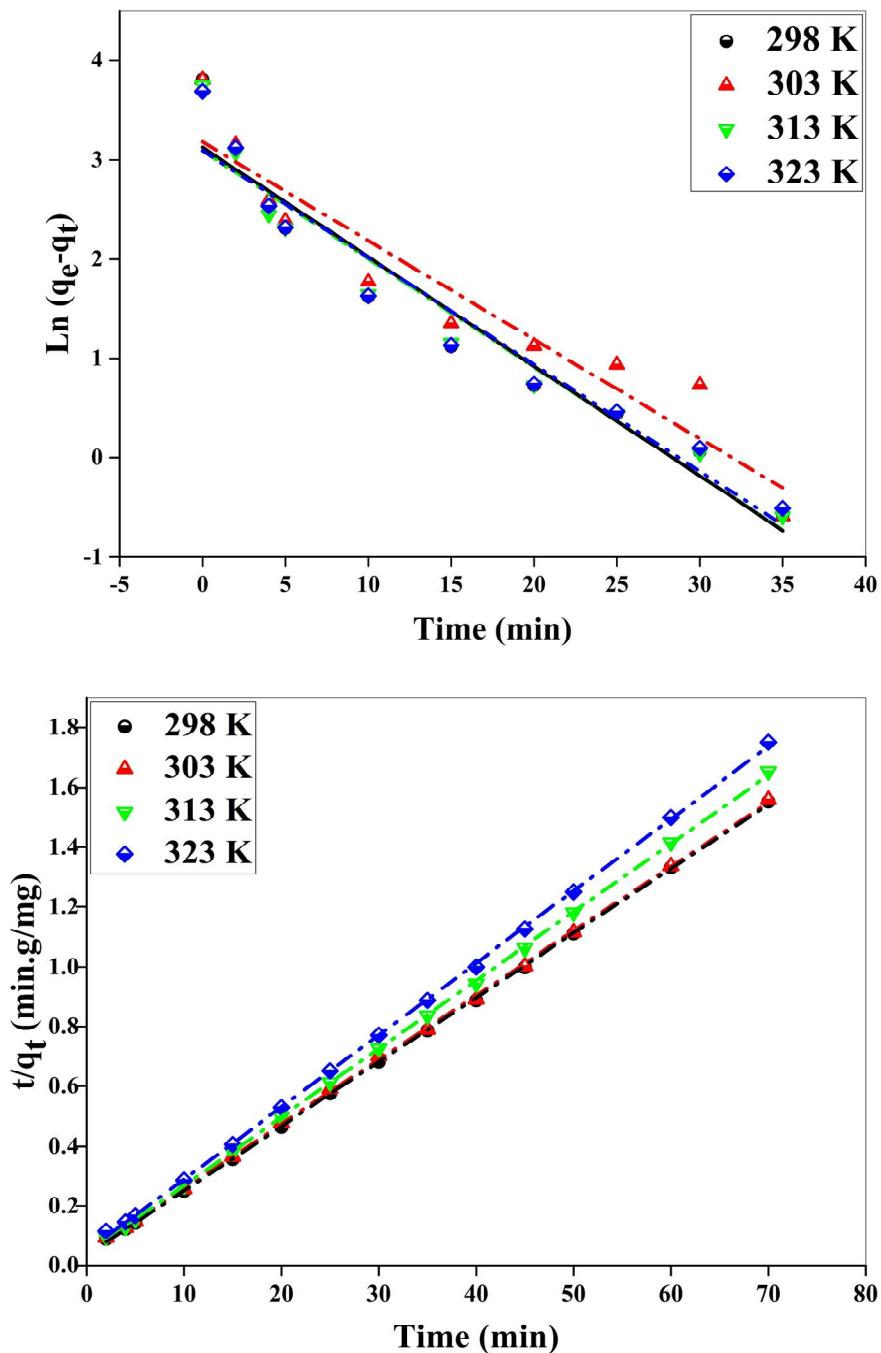 4
3
2
1
0
-1
Ln (qe-qt)
298 K
303 K
313 K
323 K
-5 0 5 10 15 20 25 30 35 40
Time (min)
1.8
1.6
1.4
1.2
1.0
0.8
0.6
0.4
0.2
0.0
t/qt (min.g/mg)
298 K
303 K
313 K
323 K
0 10 20 30 40 50 60 70 80
Time (min)